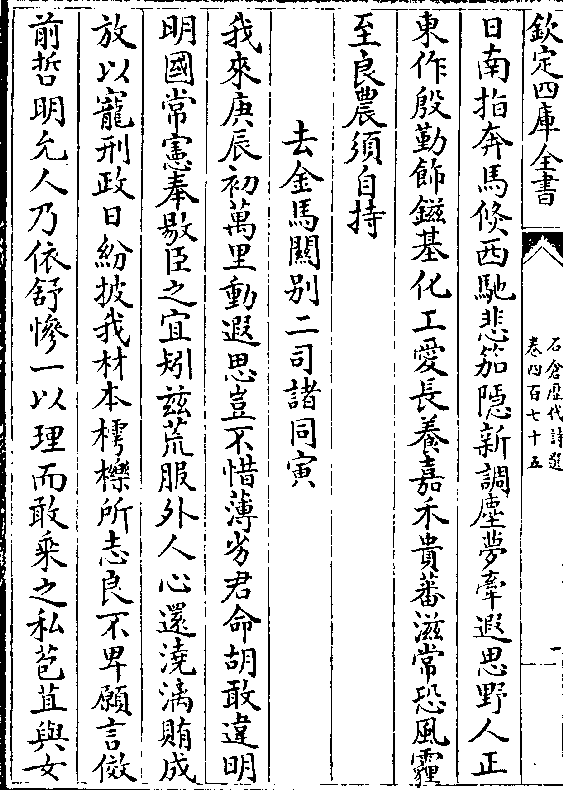 欽定四庫全書
石倉歷代詩選
卷四百七十五
日南指奔馬倏西馳悲笳隱新調塵夢牽遐思野人正
東作殷勤飾鎡基化工愛長養嘉禾貴蕃滋常恐風霾
至良農須自持
去金馬關别二司諸同寅
我來庚辰初萬里動遐思豈不惜薄劣君命胡敢違明
明國常憲奉敭臣之宜矧兹荒服外人心還澆漓賄成
放以寵刑政日紛披我材本樗櫟所志良不卑願言傚
前哲明允人乃依舒慘一以理而敢乘之私苞苴與女